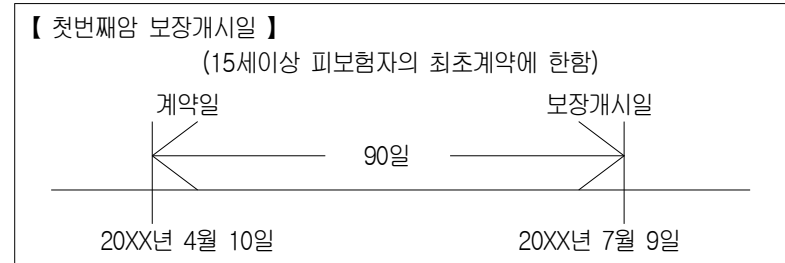 【 첫번째암 보장개시일 】
(15세이상 피보험자의 최초계약에 한함)
계약일 보장개시일
90일
20XX년 4월 10일 20XX년 7월 9일